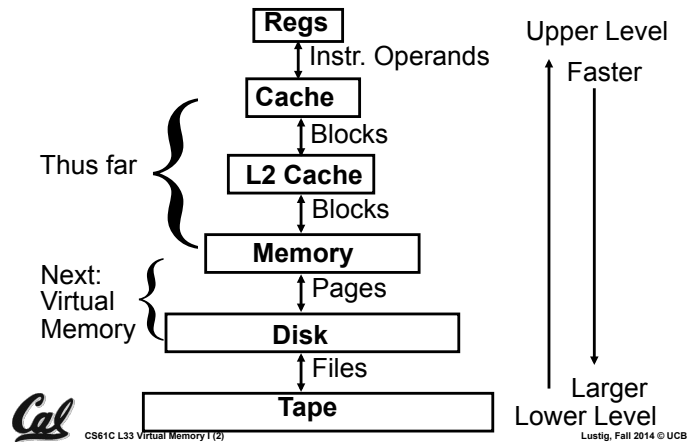 Regs
Upper Level
Instr. Operands
Faster
Cache
Blocks
Thus far
L2 Cache
Blocks
Memory
Next:
Virtual
Memory
Pages
Disk
Files
Larger
Tape
Lower Level
Cal
CS61C L33 Virtual Memory I (2)
Lustig, Fall 2014 © UCB